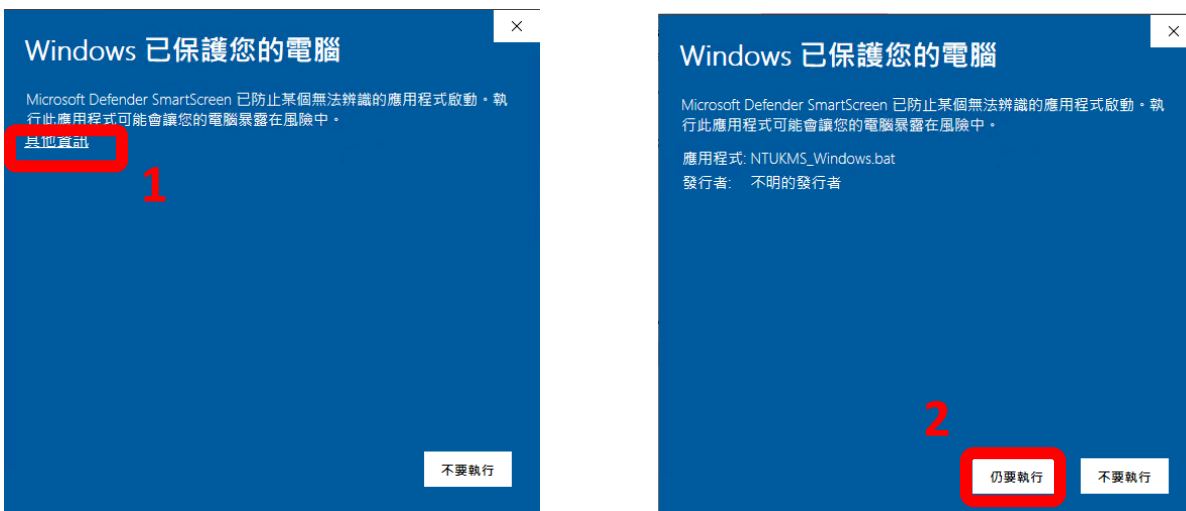 Windows 已保護您的電腦
Microsoft Defender SmartScreen 已防止某個無法辨識的應用程式啟動。執
行此應用程式可能會讓您的電腦暴露在風險中。
其他資訊
1
不要執行
Windows 已保護您的電腦
Microsoft Defender SmartScreen 已防止某個無法辨識的應用程式啟動。執
行此應用程式可能會讓您的電腦暴露在風險中。
應用程式: NTUKMS_Windows.bat
發行者: 不明的發行者
2
仍要執行 不要執行